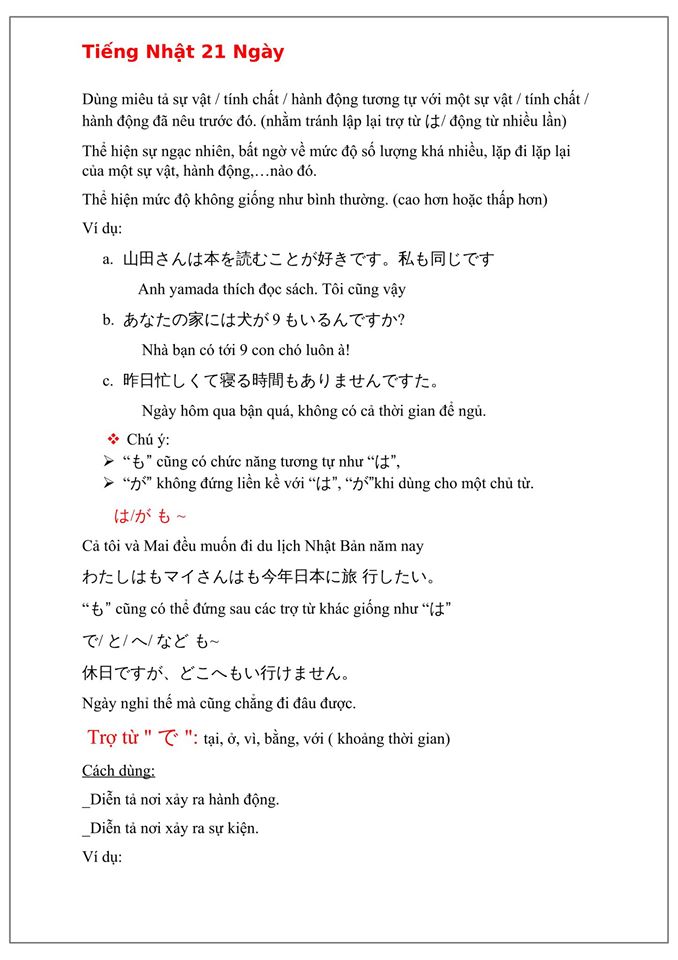 Tiếng Nhật 21 Ngày
Dùng miêu tả sự vật / tính chất / hành động tương tự với một sự vật / tính chất /
hành động đã nêu trước đó. (nhằm tránh lập lại trợ từ は/ động từ nhiều lần)
Thể hiện sự ngạc nhiên, bất ngờ về mức độ số lượng khá nhiều, lặp đi lặp lại
của một sự vật, hành động,…nào đó.
Thể hiện mức độ không giống như bình thường. (cao hơn hoặc thấp hơn)
Ví dụ:
a. 山田さんは本を読むことが好きです。私も同じです
Anh yamada thích đọc sách. Tôi cũng vậy
b. あなたの家には犬が 9 もいるんですか?
Nhà bạn có tới 9 con chó luôn à!
c. 昨日忙しくて寝る時間もありませんですた。
Ngày hôm qua bận quá, không có cả thời gian để ngủ.
❖ Chú ý:
➢ “も” cũng có chức năng tương tự như “は”,
➢ “が” không đứng liền kề với “は”, “が”khi dùng cho một chủ từ.
は/が も ~
Cả tôi và Mai đều muốn đi du lịch Nhật Bản năm nay
わたしはもマイさんはも今年日本に旅 行したい。
“も” cũng có thể đứng sau các trợ từ khác giống như “は”
で/ と/ へ/ など も~
休日ですが、どこへもい行けません。
Ngày nghỉ thế mà cũng chẳng đi đâu được.
Trợ từ " で ": tại, ở, vì, bằng, với ( khoảng thời gian)
Cách dùng:
_Diễn tả nơi xảy ra hành động.
_Diễn tả nơi xảy ra sự kiện.
Ví dụ: